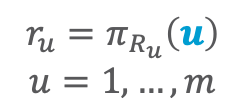 r_u = π_{R_u}(u)
u = 1, ..., m